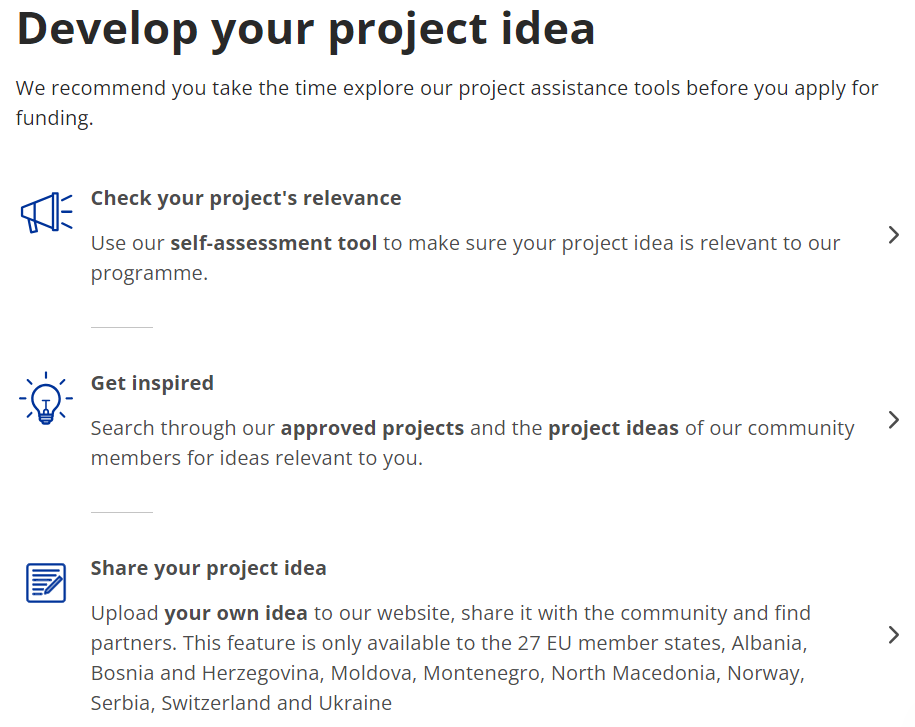 Develop your project idea
We recommend you take the time explore our project assistance tools before you apply for
funding.
Check your project's relevance
Use our self-assessment tool to make sure your project idea is relevant to our
programme.
Get inspired
Search through our approved projects and the project ideas of our community
members for ideas relevant to you.
Share your project idea
Upload your own idea to our website, share it with the community and find
partners. This feature is only available to the 27 EU member states, Albania,
Bosnia and Herzegovina, Moldova, Montenegro, North Macedonia, Norway,
Serbia, Switzerland and Ukraine